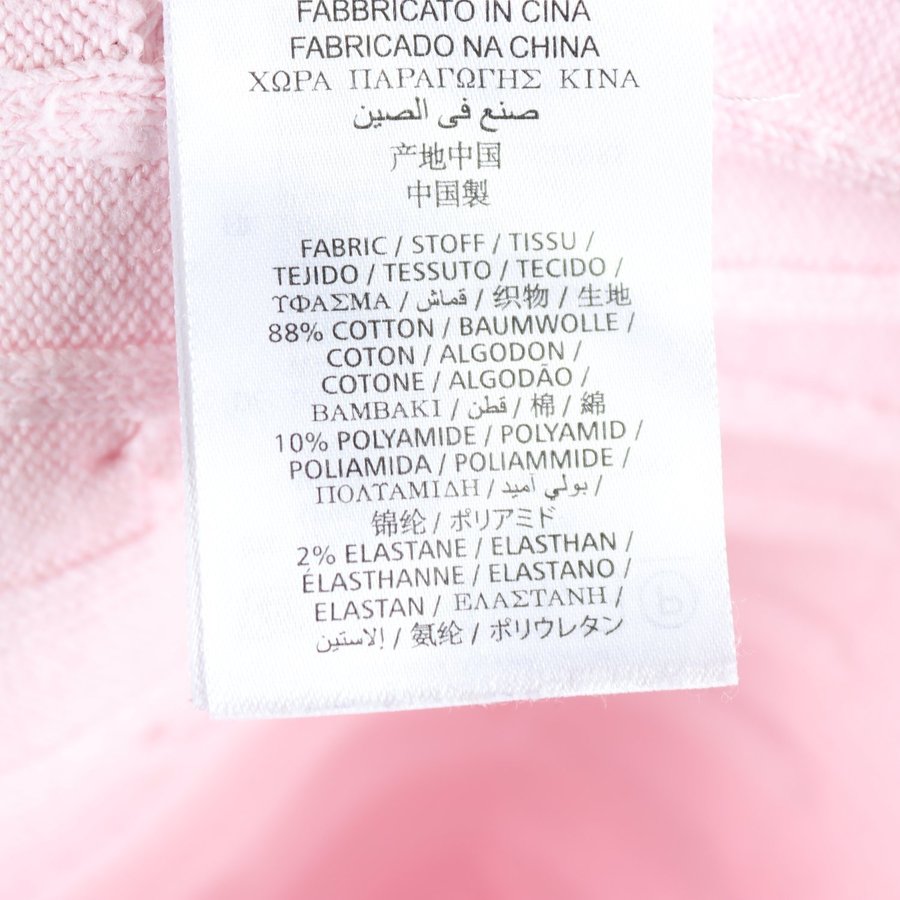 FABBRICATO IN CINA
FABRICADO NA CHINA
ΧΩΡΑ ΠΑΡΑΓΩΓΗΣ ΚΙΝΑ
صنع في الصين
产地中国
中国製
FABRIC / STOFF / TISSU /
TEJIDO / TESSUTO / TECIDO /
ΥΦΑΣΜΑ / قماش / 织物 / 生地
88% COTTON / BAUMWOLLE /
COTON / ALGODON /
COTONE / ALGODÃO /
ΒΑΜΒΑΚΙ / قطن / 棉 / 綿
10% POLYAMIDE / POLYAMID /
POLIAMIDA / POLIAMMIDE /
ΠΟΛΥΑΜΙΔΗ / بولي أميد /
锦纶 / ポリアミド
2% ELASTANE / ELASTHAN /
ÉLASTHANNE / ELASTANO /
ELASTAN / ΕΛΑΣΤΑΝΗ /
إلاستين / 氨纶 / ポリウレタン